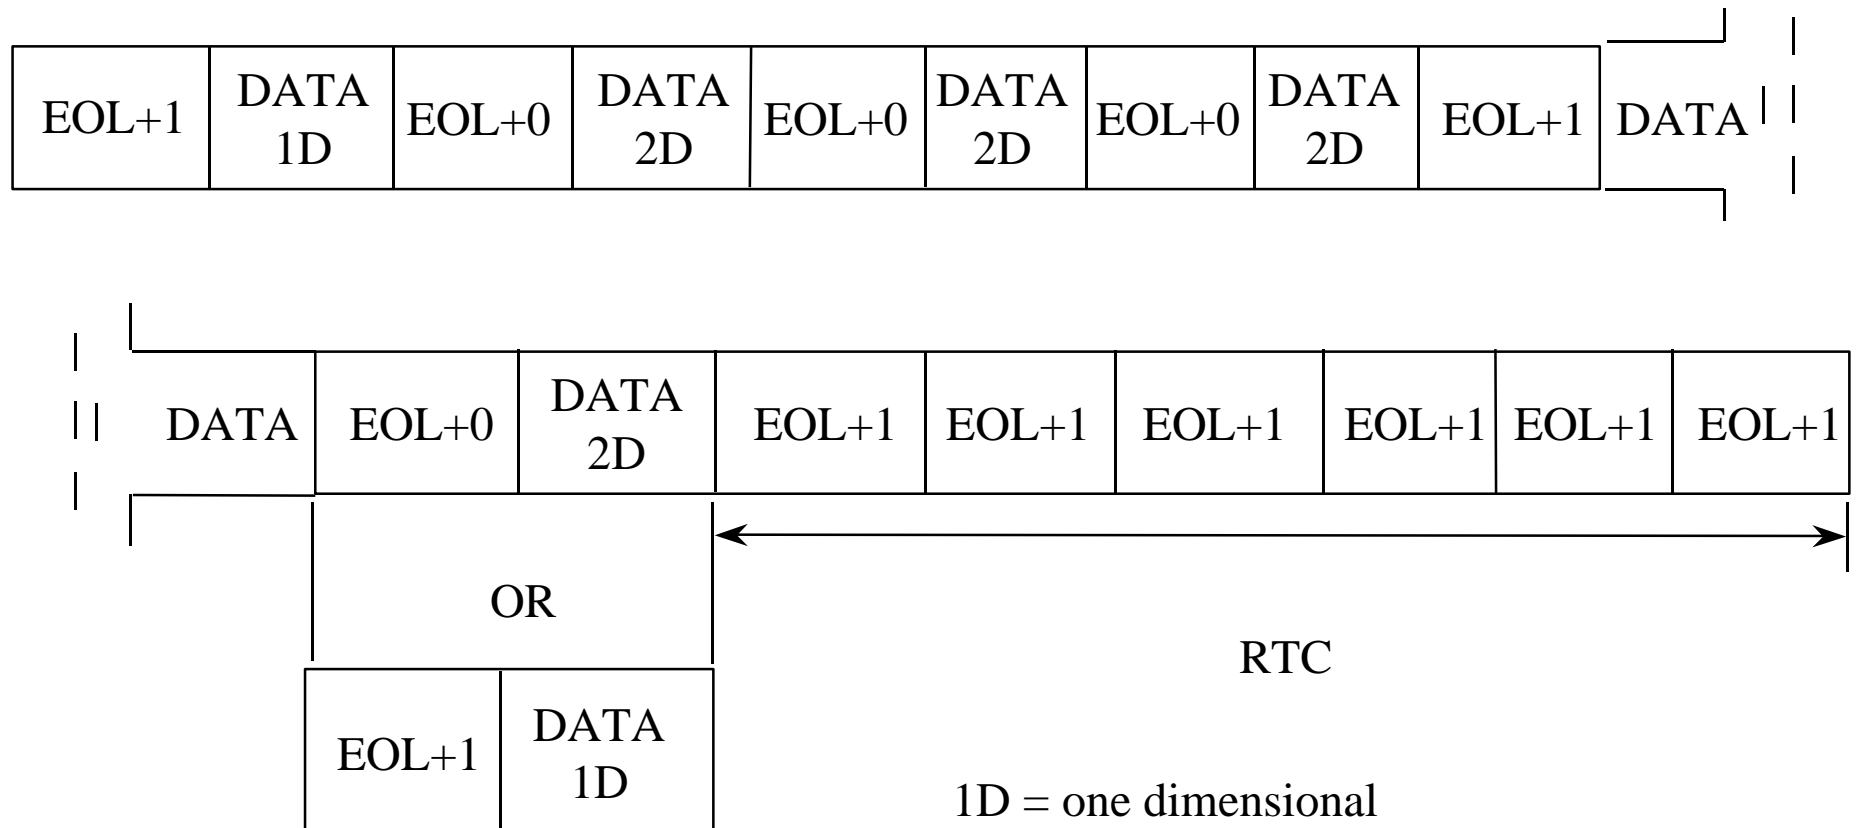 EOL+1 DATA 1D EOL+0 DATA 2D EOL+0 DATA 2D EOL+0 DATA 2D EOL+1 DATA
DATA EOL+0 DATA 2D EOL+1 EOL+1 EOL+1 EOL+1 EOL+1 EOL+1
OR
RTC
EOL+1 DATA 1D
1D = one dimensional